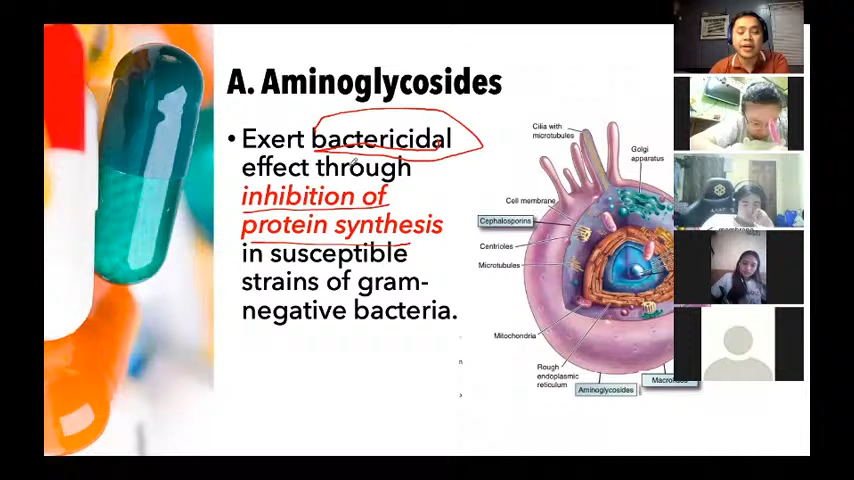 A. Aminoglycosides
• Exert bactericidal
effect through
inhibition of
protein synthesis
in susceptible
strains of gram-
negative bacteria.
Cilia with
microtubules
Golgi
apparatus
Cell membrane
Cephalosporins
Centrioles
Microtubules
Mitochondria
Rough
endoplasmic
reticulum
Aminoglycosides